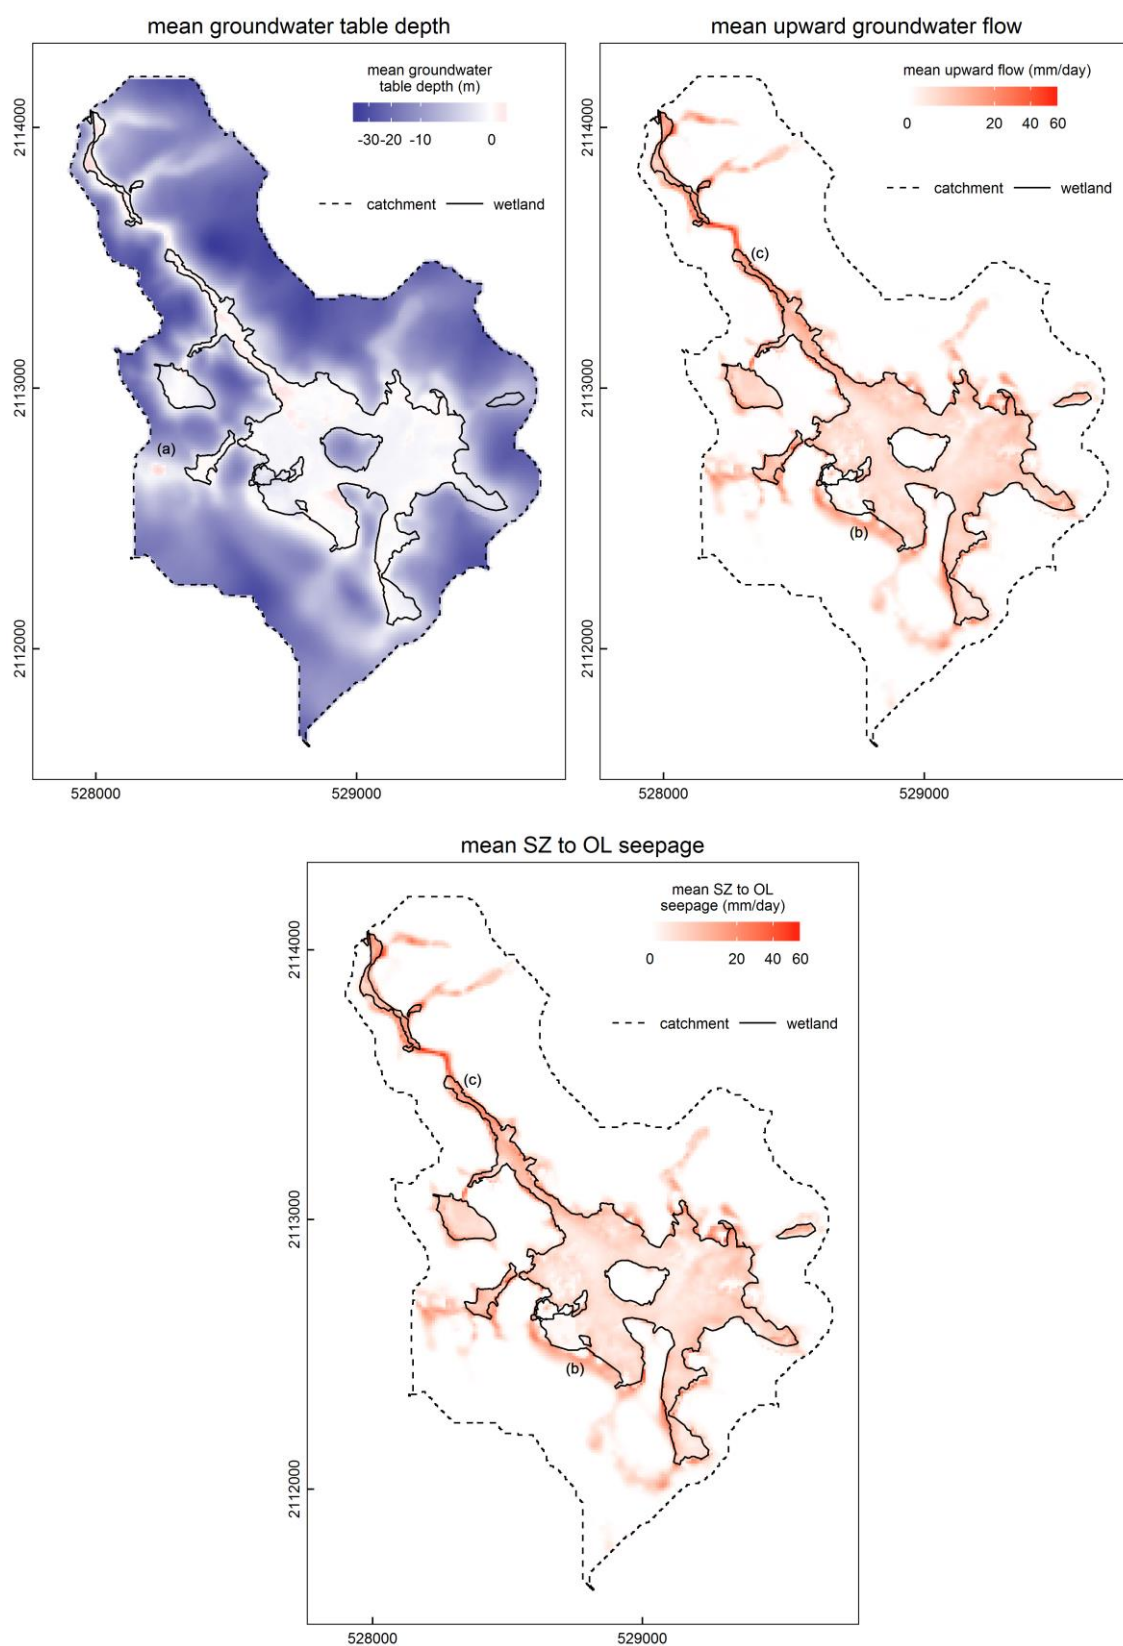 mean groundwater table depth
mean groundwater
table depth (m)
-30 -20 -10 0
catchment wetland
2114000
2113000
2112000
(a)
528000 529000
mean upward groundwater flow
mean upward flow (mm/day)
0 20 40 60
catchment wetland
2114000
2113000
2112000
(c)
(b)
528000 529000
mean SZ to OL seepage
mean SZ to OL
seepage (mm/day)
0 20 40 60
catchment wetland
2114000
2113000
2112000
(c)
(b)
528000 529000